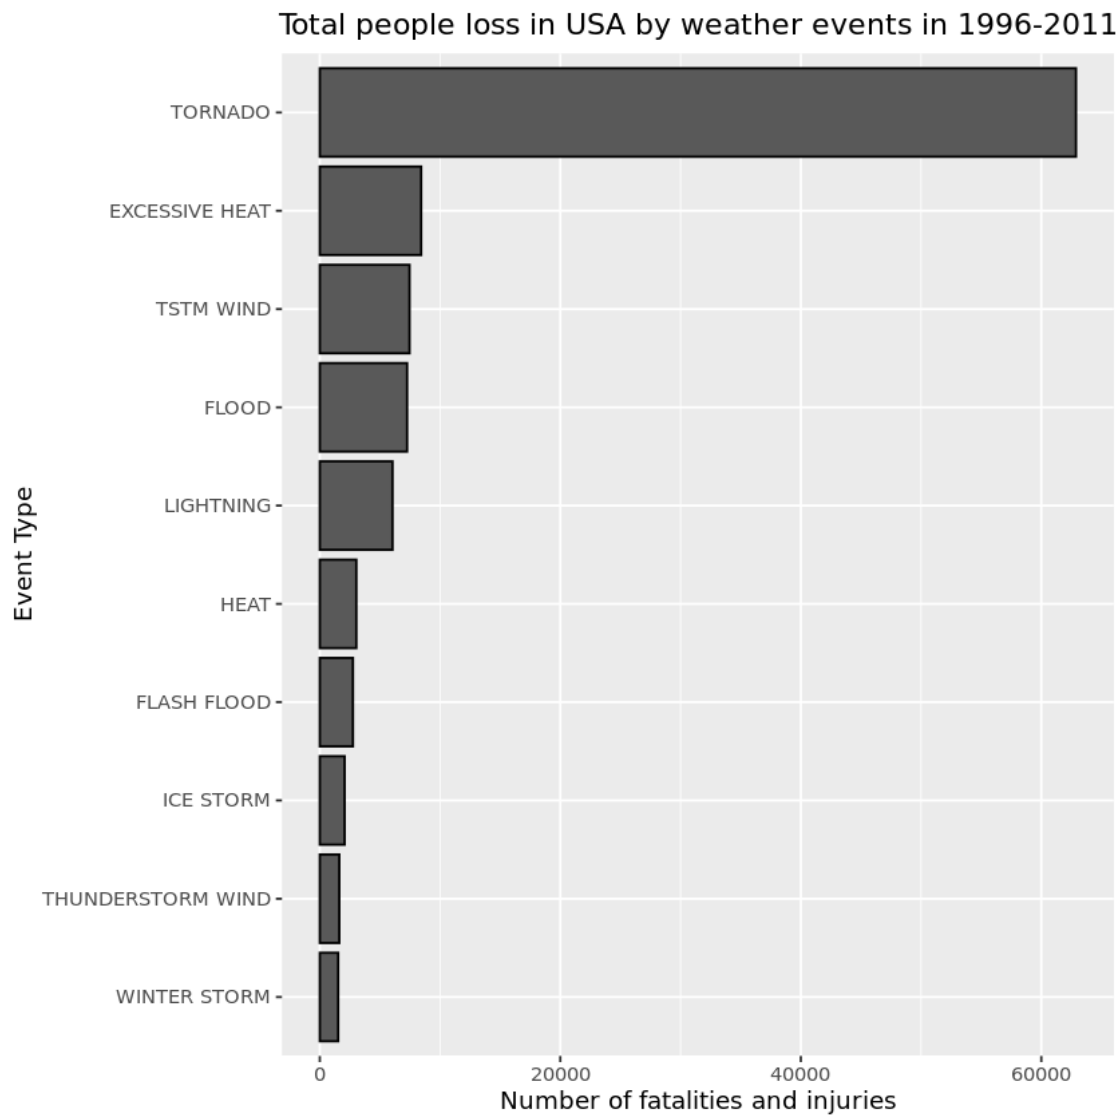 Total people loss in USA by weather events in 1996-2011
TORNADO
EXCESSIVE HEAT
TSTM WIND
FLOOD
LIGHTNING
HEAT
FLASH FLOOD
ICE STORM
THUNDERSTORM WIND
WINTER STORM
Event Type
0 20000 40000 60000
Number of fatalities and injuries